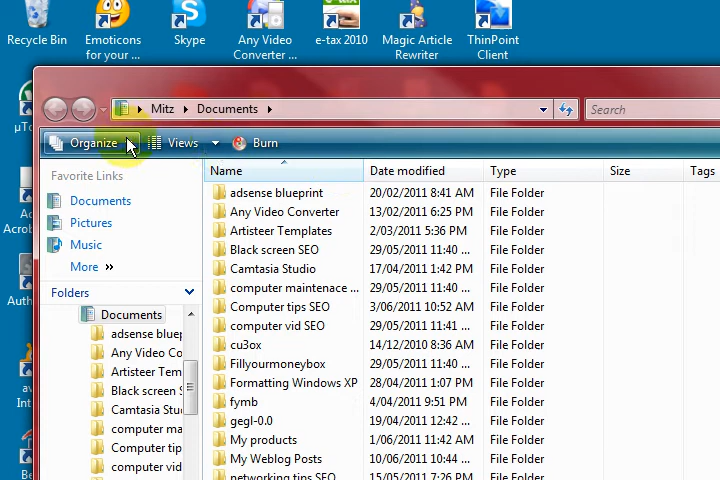 Recycle Bin
Emoticons
for your ...
Skype
Any Video
Converter ...
e-tax 2010
Magic Article
Rewriter
ThinPoint
Client
Mitz
Documents
Search
Organize
Views
Burn
Favorite Links
Documents
Pictures
Music
More »
Folders
Documents
adsense bluep
Any Video Co
Artisteer Tem
Black screen S
Camtasia Stu
computer ma
Computer tip
computer vid
Name Date modified Type Size Tags
adsense blueprint 20/02/2011 8:41 AM File Folder
Any Video Converter 13/02/2011 6:25 PM File Folder
Artisteer Templates 2/03/2011 5:36 PM File Folder
Black screen SEO 29/05/2011 11:40 ... File Folder
Camtasia Studio 17/04/2011 1:42 PM File Folder
computer maintenace ... 29/05/2011 11:40 ... File Folder
Computer tips SEO 3/06/2011 10:52 AM File Folder
computer vid SEO 29/05/2011 11:41 ... File Folder
cu3ox 14/12/2010 8:36 AM File Folder
Fillyourmoneybox 29/05/2011 11:40 ... File Folder
Formatting Windows XP 28/04/2011 1:07 PM File Folder
fymb 4/04/2011 9:51 PM File Folder
gegl-0.0 19/04/2011 12:42 ... File Folder
My products 1/06/2011 11:42 AM File Folder
My Weblog Posts 10/06/2011 10:44 ... File Folder
networking tips SEO 15/05/2011 7:26 PM File Folder